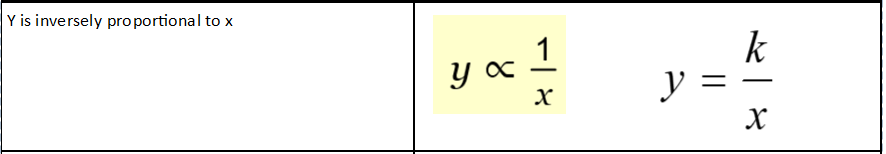 Y is inversely proportional to x
y ∝ 1/x
y = k/x